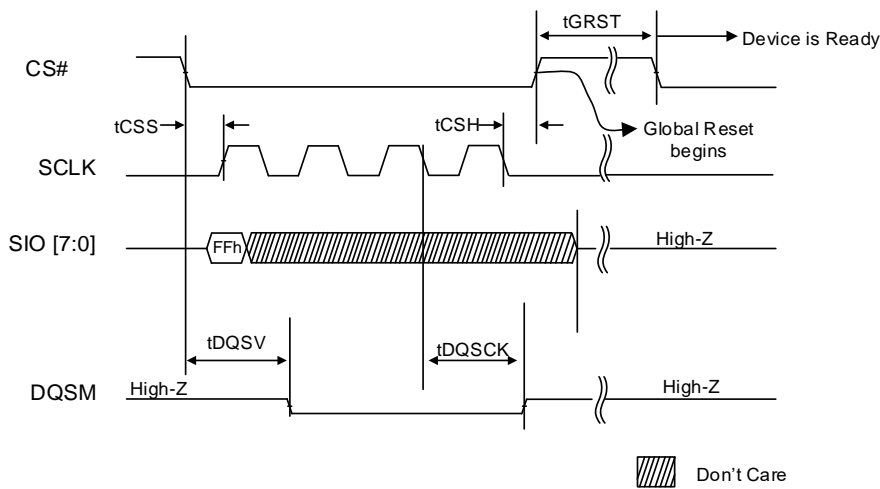 tGRST
Device is Ready
CS#
tCSS
tCSH
Global Reset
begins
SCLK
SIO [7:0]
FFh
High-Z
tDQSV
tDQSCK
DQSM
High-Z
High-Z
Don't Care